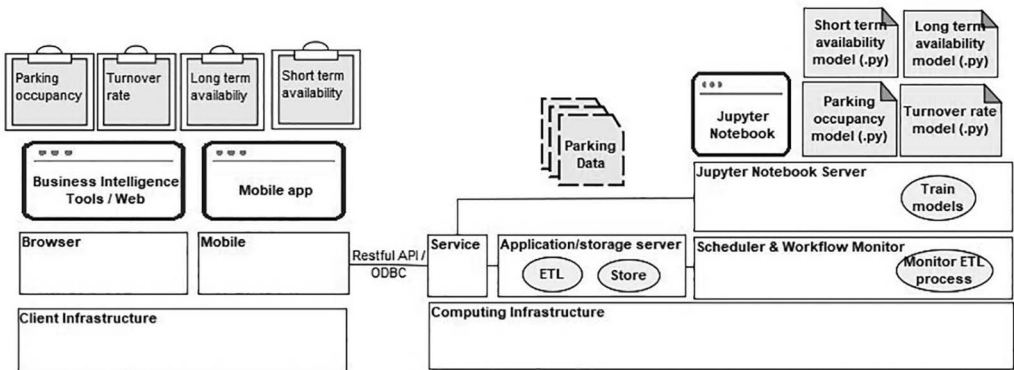 Parking
occupancy
Turnover
rate
Long term
availabiliy
Short term
availability
Business Intelligence
Tools / Web
Mobile app
Browser
Mobile
Client Infrastructure
Restful API /
ODBC
Parking
Data
Jupyter
Notebook
Short term
availability
model (.py)
Long term
availability
model (.py)
Parking
occupancy
model (.py)
Turnover rate
model (.py)
Jupyter Notebook Server
Train
models
Service
Application/storage server
ETL
Store
Scheduler & Workflow Monitor
Monitor ETL
process
Computing Infrastructure